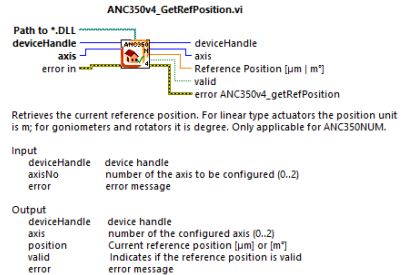 ANC350v4_GetRefPosition.vi
Path to *.DLL
deviceHandle
axis
error in
ANC350
4
deviceHandle
axis
Reference Position [µm | m°]
valid
error ANC350v4_getRefPosition
Retrieves the current reference position. For linear type actuators the position unit
is m; for goniometers and rotators it is degree. Only applicable for ANC350NUM.
Input
deviceHandle device handle
axisNo number of the axis to be configured (0..2)
error error message
Output
deviceHandle device handle
axis number of the configured axis (0..2)
position Current reference position [µm] or [m°]
valid Indicates if the reference position is valid
error error message